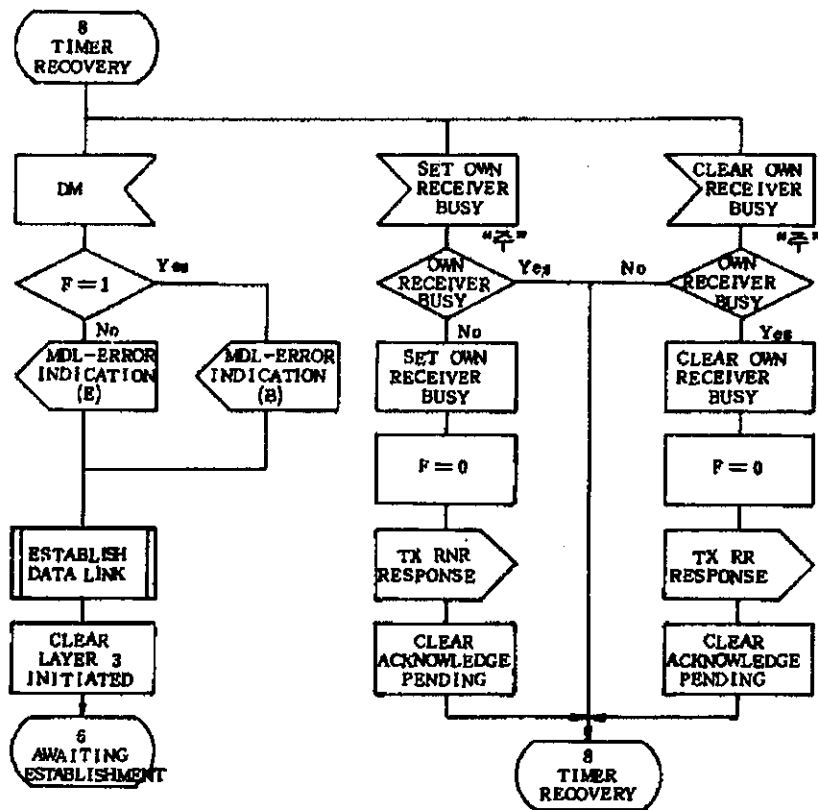 8
TIMER
RECOVERY
DM
SET OWN
RECEIVER
BUSY
CLEAR OWN
RECEIVER
BUSY
"주"
"주"
F=1
Yes
No
OWN
RECEIVER
BUSY
Yes
No
No
OWN
RECEIVER
BUSY
Yes
MDL-ERROR
INDICATION
(E)
MDL-ERROR
INDICATION
(B)
SET OWN
RECEIVER
BUSY
CLEAR OWN
RECEIVER
BUSY
F=0
F=0
ESTABLISH
DATA LINK
TX RNR
RESPONSE
TX RR
RESPONSE
CLEAR
LAYER 3
INITIATED
CLEAR
ACKNOWLEDGE
PENDING
CLEAR
ACKNOWLEDGE
PENDING
6
AWAITING
ESTABLISHMENT
8
TIMER
RECOVERY